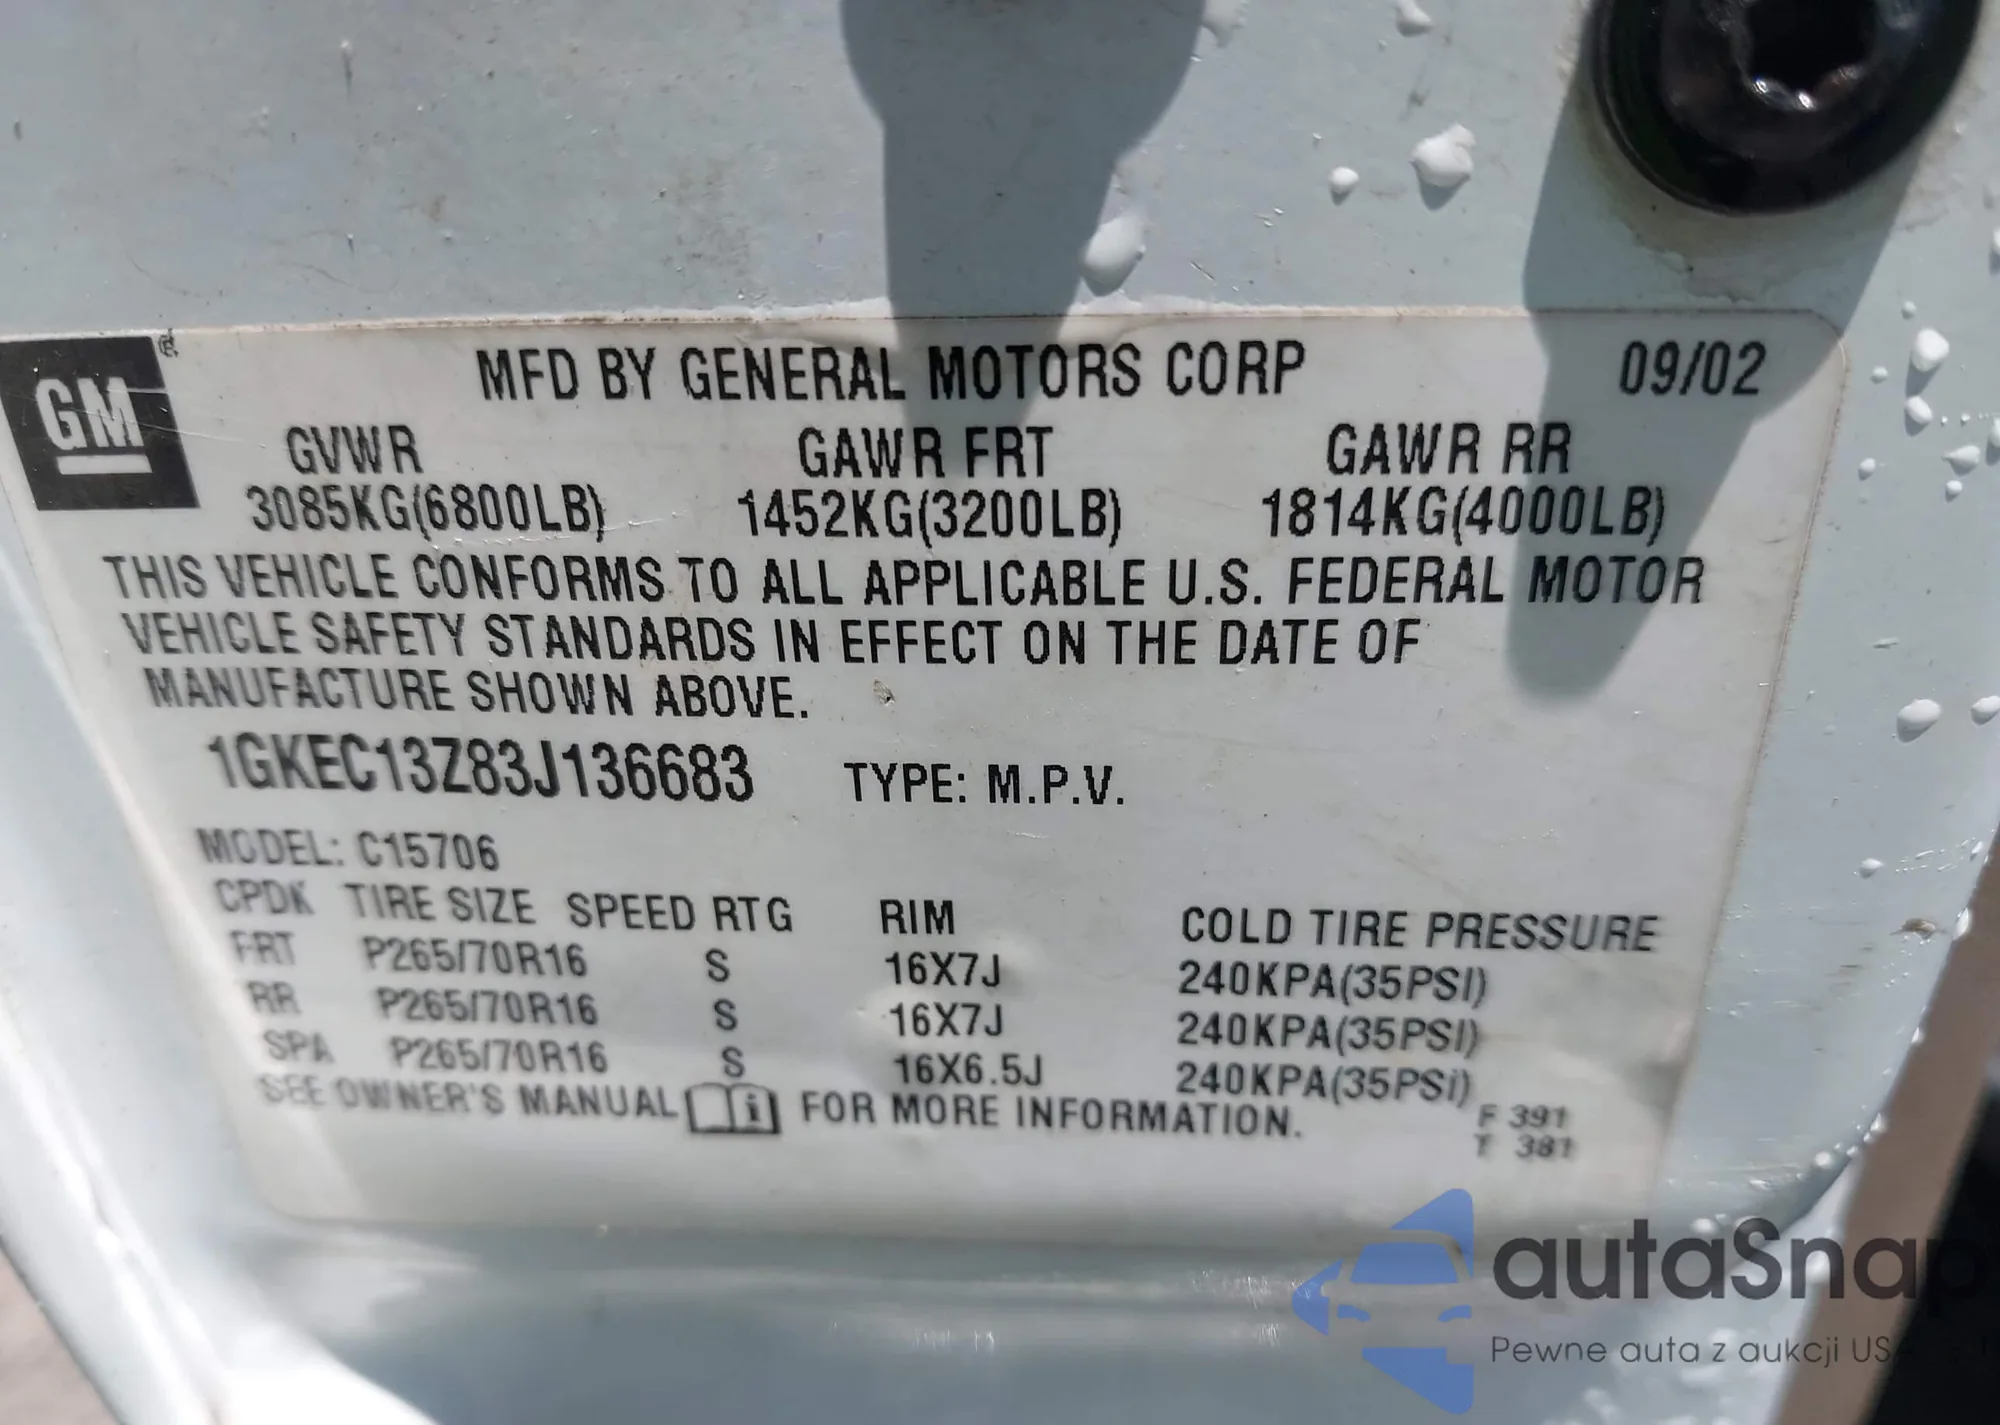 GM
MFD BY GENERAL MOTORS CORP 09/02
GVWR GAWR FRT GAWR RR
3085KG(6800LB) 1452KG(3200LB) 1814KG(4000LB)
THIS VEHICLE CONFORMS TO ALL APPLICABLE U.S. FEDERAL MOTOR
VEHICLE SAFETY STANDARDS IN EFFECT ON THE DATE OF
MANUFACTURE SHOWN ABOVE.
1GKEC13Z83J136683 TYPE: M.P.V.
MODEL: C15706
CPDK TIRE SIZE SPEED RTG RIM COLD TIRE PRESSURE
FRT P265/70R16 S 16X7J 240KPA(35PSI)
RR P265/70R16 S 16X7J 240KPA(35PSI)
SPA P265/70R16 S 16X6.5J 240KPA(35PSi)
SEE OWNER'S MANUAL i FOR MORE INFORMATION.
F 391
T 381
autaSnap
Pewne auta z aukcji USA